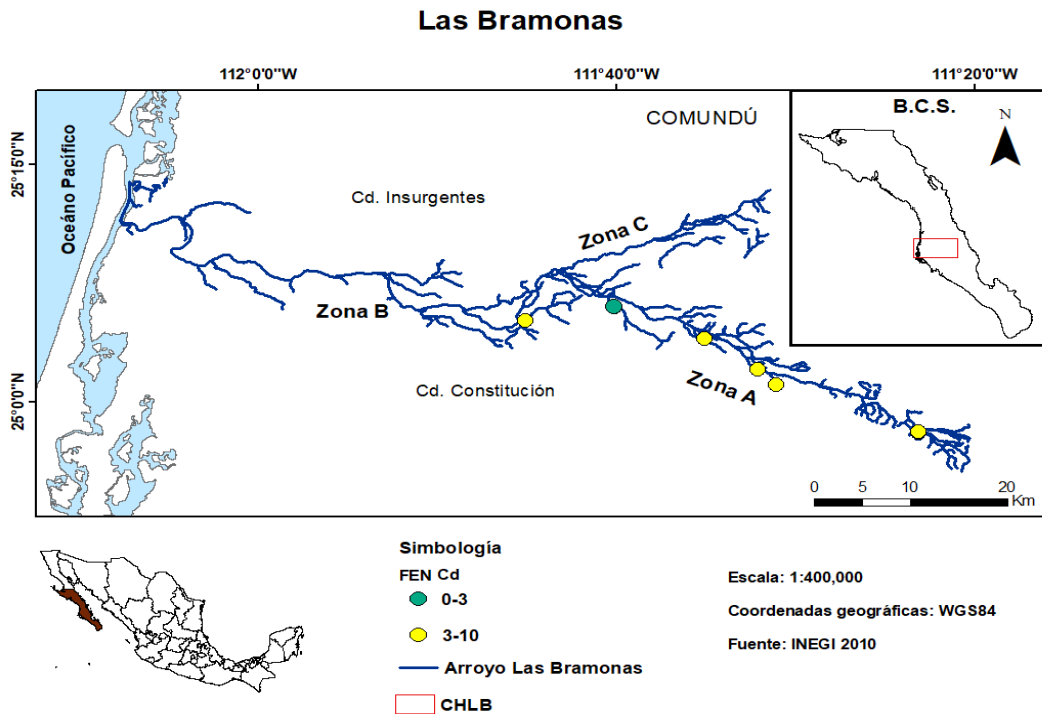 Las Bramonas
112°0'0"W
111°40'0"W
111°20'0"W
25°15'0"N
25°0'0"N
Océano Pacífico
COMUNDÚ
Cd. Insurgentes
Zona C
Zona B
Cd. Constitución
Zona A
B.C.S.
N
0 5 10 20
Km
Simbología
FEN Cd
0-3
3-10
Arroyo Las Bramonas
CHLB
Escala: 1:400,000
Coordenadas geográficas: WGS84
Fuente: INEGI 2010